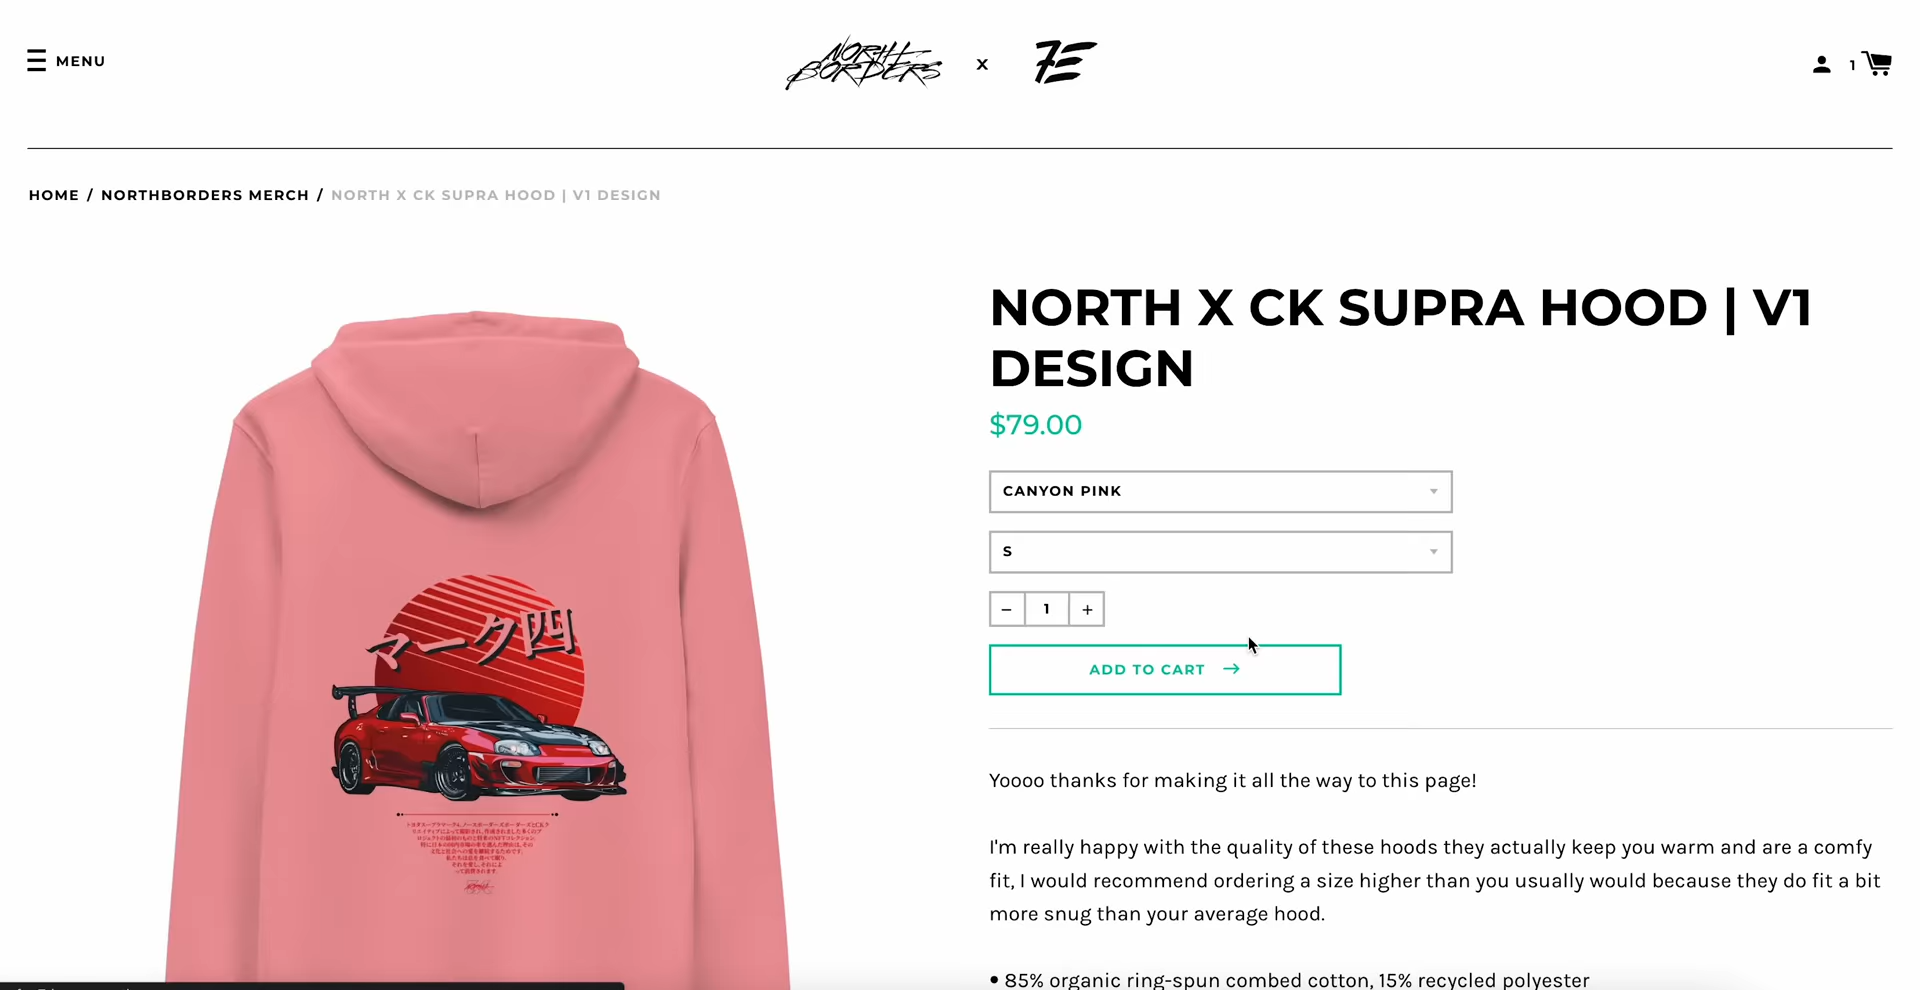 MENU
NORTH
BORDERS
X
7E
1
HOME / NORTHBORDERS MERCH / NORTH X CK SUPRA HOOD | V1 DESIGN
マーク四
NORTH X CK SUPRA HOOD | V1
DESIGN
$79.00
CANYON PINK
S
− 1 +
ADD TO CART →
Yoooo thanks for making it all the way to this page!
I'm really happy with the quality of these hoods they actually keep you warm and are a comfy
fit, I would recommend ordering a size higher than you usually would because they do fit a bit
more snug than your average hood.
• 85% organic ring-spun combed cotton, 15% recycled polyester